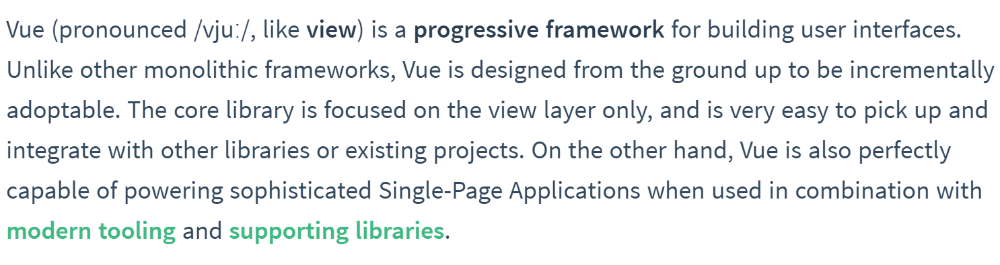 Vue (pronounced /vjuː/, like view) is a progressive framework for building user interfaces.
Unlike other monolithic frameworks, Vue is designed from the ground up to be incrementally
adoptable. The core library is focused on the view layer only, and is very easy to pick up and
integrate with other libraries or existing projects. On the other hand, Vue is also perfectly
capable of powering sophisticated Single-Page Applications when used in combination with
modern tooling and supporting libraries.